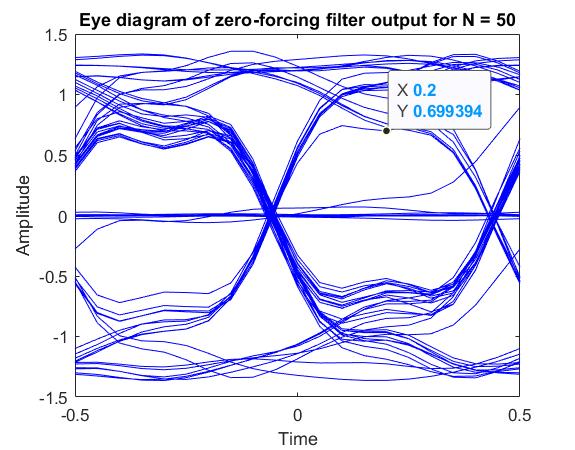 Eye diagram of zero-forcing filter output for N = 50
1.5
1
0.5
0
-0.5
-1
-1.5
Amplitude
X 0.2
Y 0.699394
-0.5
0
0.5
Time